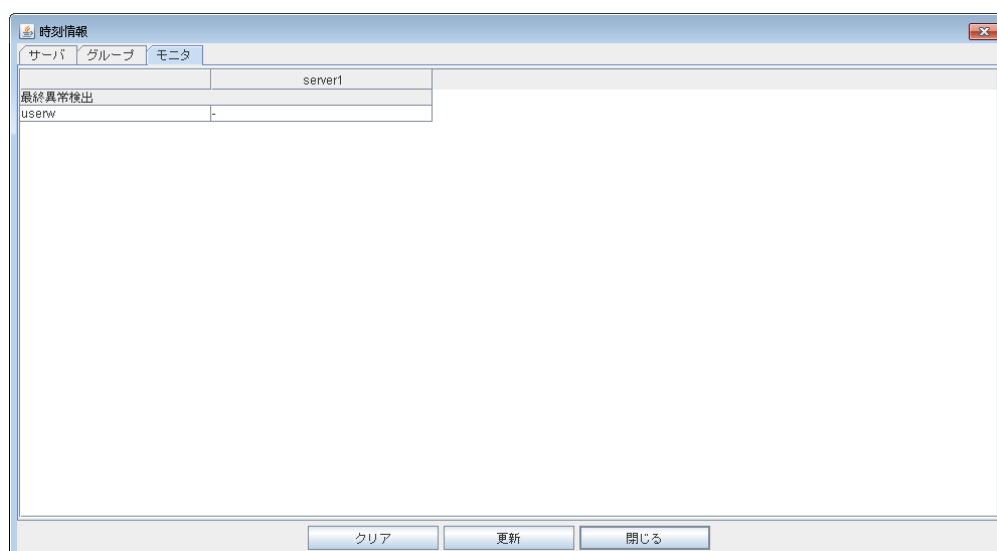 時刻情報
サーバ グループ モニタ
server1
最終異常検出
userw -
クリア 更新 閉じる